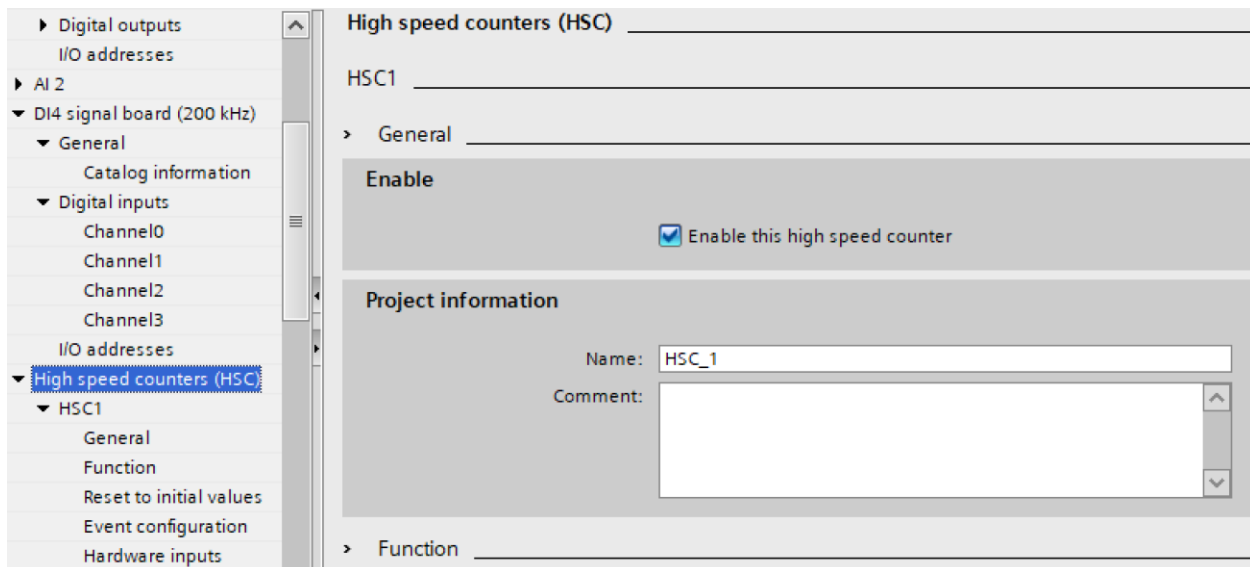 Digital outputs
I/O addresses
AI 2
DI4 signal board (200 kHz)
General
Catalog information
Digital inputs
Channel0
Channel1
Channel2
Channel3
I/O addresses
High speed counters (HSC)
HSC1
General
Function
Reset to initial values
Event configuration
Hardware inputs
High speed counters (HSC)
HSC1
General
Enable
Enable this high speed counter
Project information
Name: HSC_1
Comment:
Function